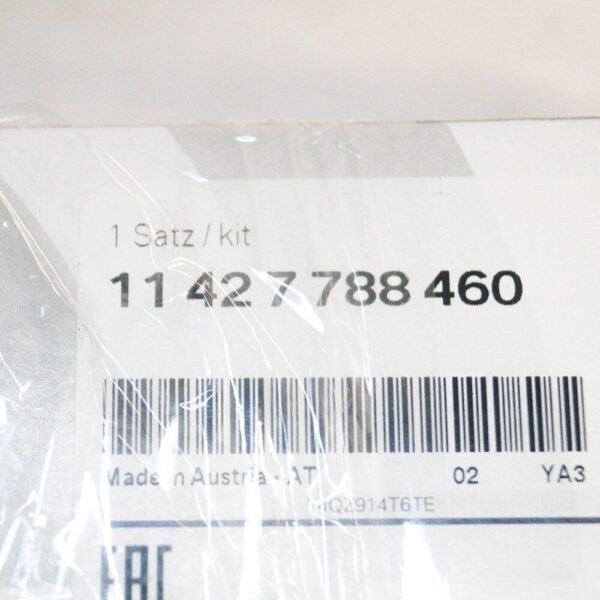 1 Satz / kit
11 42 7 788 460
Made in Austria - AT 02 YA3
EAC